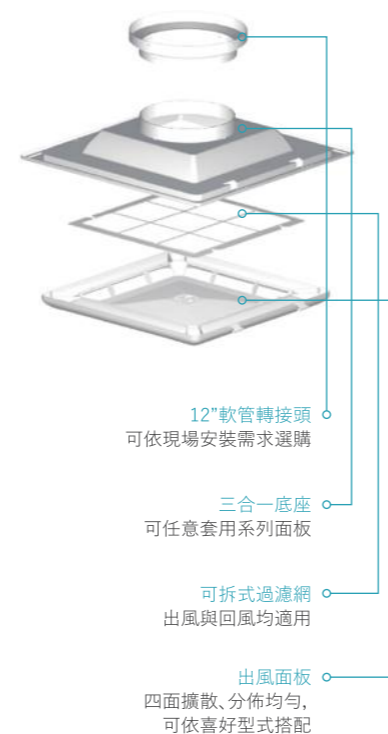 12”軟管轉接頭
可依現場安裝需求選購
三合一底座
可任意套用系列面板
可拆式過濾網
出風與回風均適用
出風面板
四面擴散、分佈均勻,
可依喜好型式搭配